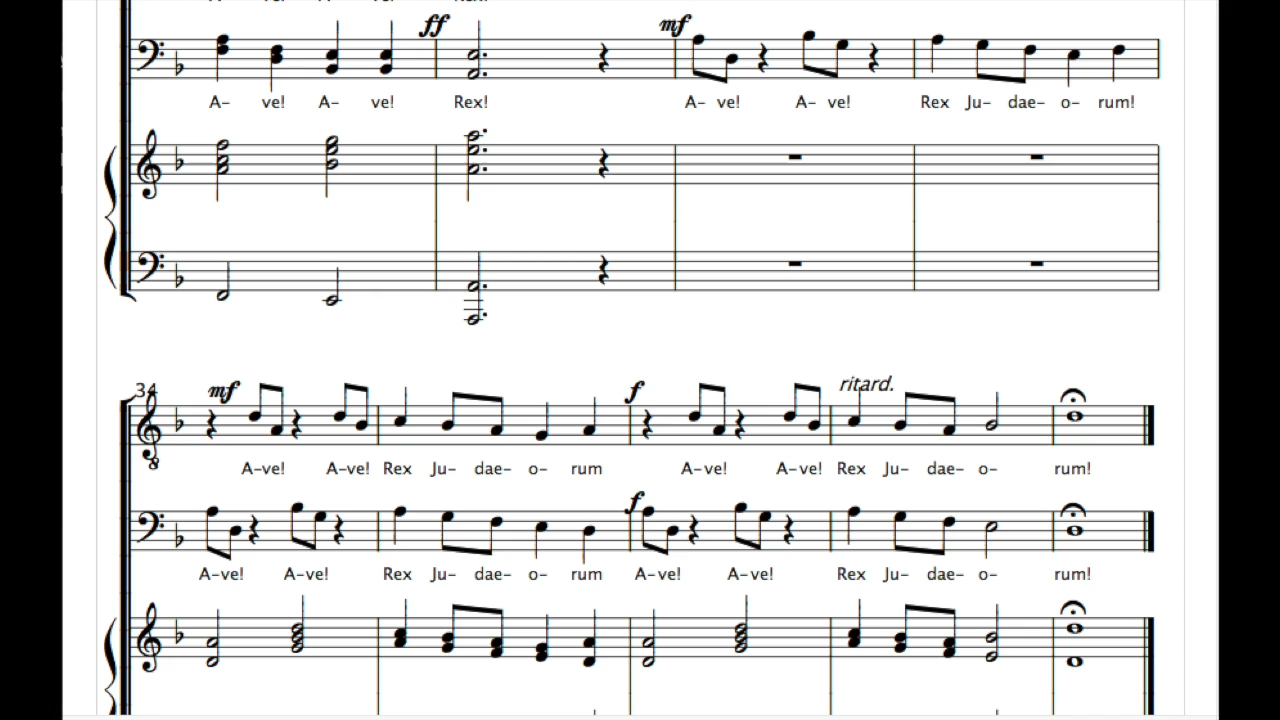 ff mf
A- ve! A- ve! Rex! A- ve! A- ve! Rex Ju- dae- o- rum!
34 mf f ritard.
8
A-ve! A-ve! Rex Ju- dae- o- rum A-ve! A-ve! Rex Ju- dae- o- rum!
f
A-ve! A-ve! Rex Ju- dae- o- rum A-ve! A-ve! Rex Ju- dae- o- rum!